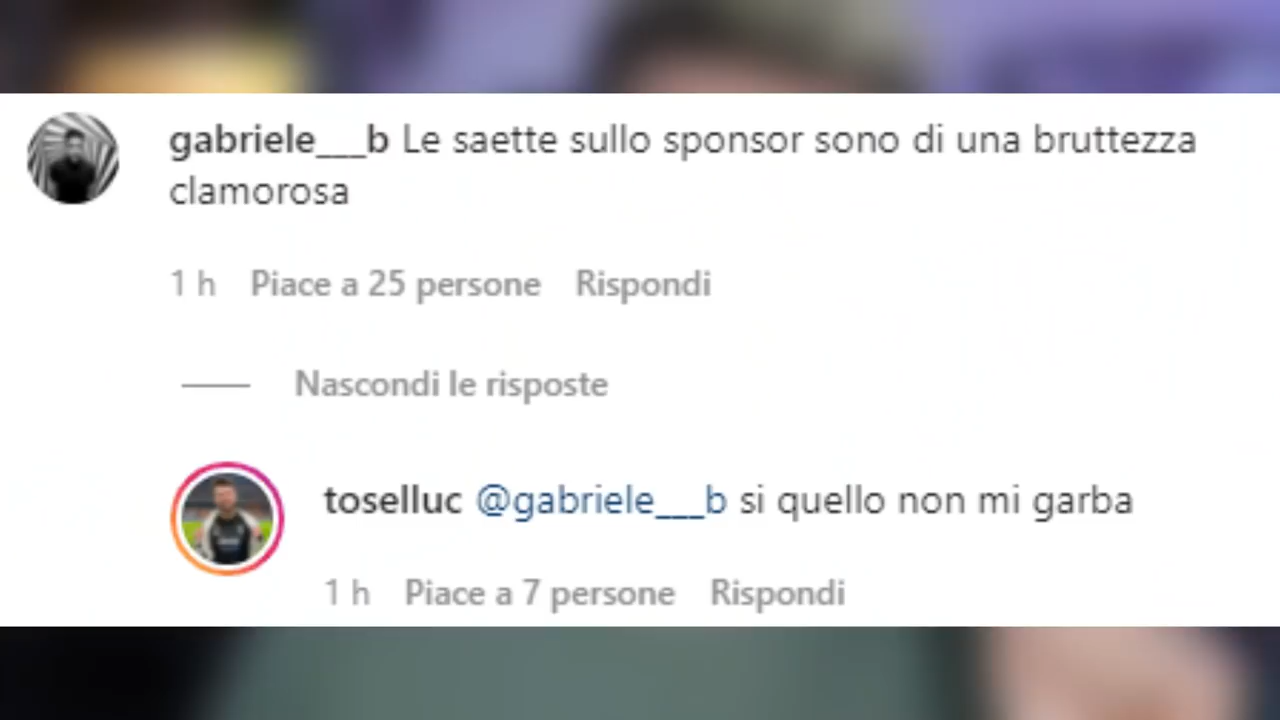 gabriele___b Le saette sullo sponsor sono di una bruttezza
clamorosa
1 h Piace a 25 persone Rispondi
Nascondi le risposte
toselluc @gabriele___b si quello non mi garba
1 h Piace a 7 persone Rispondi